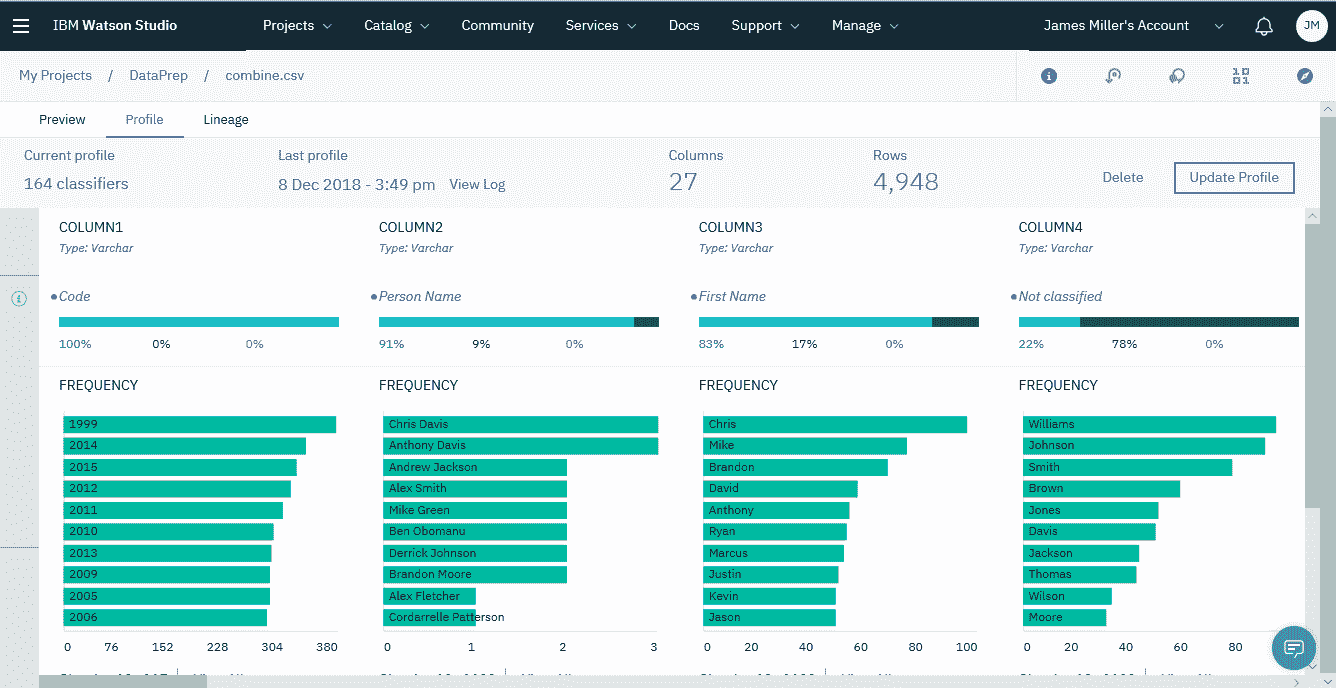 IBM Watson Studio Projects Catalog Community Services Docs Support Manage James Miller's Account JM
My Projects / DataPrep / combine.csv
Preview Profile Lineage
Current profile Last profile Columns Rows
164 classifiers 8 Dec 2018 - 3:49 pm View Log 27 4,948 Delete Update Profile
COLUMN1 COLUMN2 COLUMN3 COLUMN4
Type: Varchar Type: Varchar Type: Varchar Type: Varchar
Code Person Name First Name Not classified
100% 0% 0% 91% 9% 0% 83% 17% 0% 22% 78% 0%
FREQUENCY FREQUENCY FREQUENCY FREQUENCY
1999 Chris Davis Chris Williams
2014 Anthony Davis Mike Johnson
2015 Andrew Jackson Brandon Smith
2012 Alex Smith David Brown
2011 Mike Green Anthony Jones
2010 Ben Obomanu Ryan Davis
2013 Derrick Johnson Marcus Jackson
2009 Brandon Moore Justin Thomas
2005 Alex Fletcher Kevin Wilson
2006 Cordarrelle Patterson Jason Moore
0 76 152 228 304 380 0 1 2 3 0 20 40 60 80 100 0 20 40 60 80